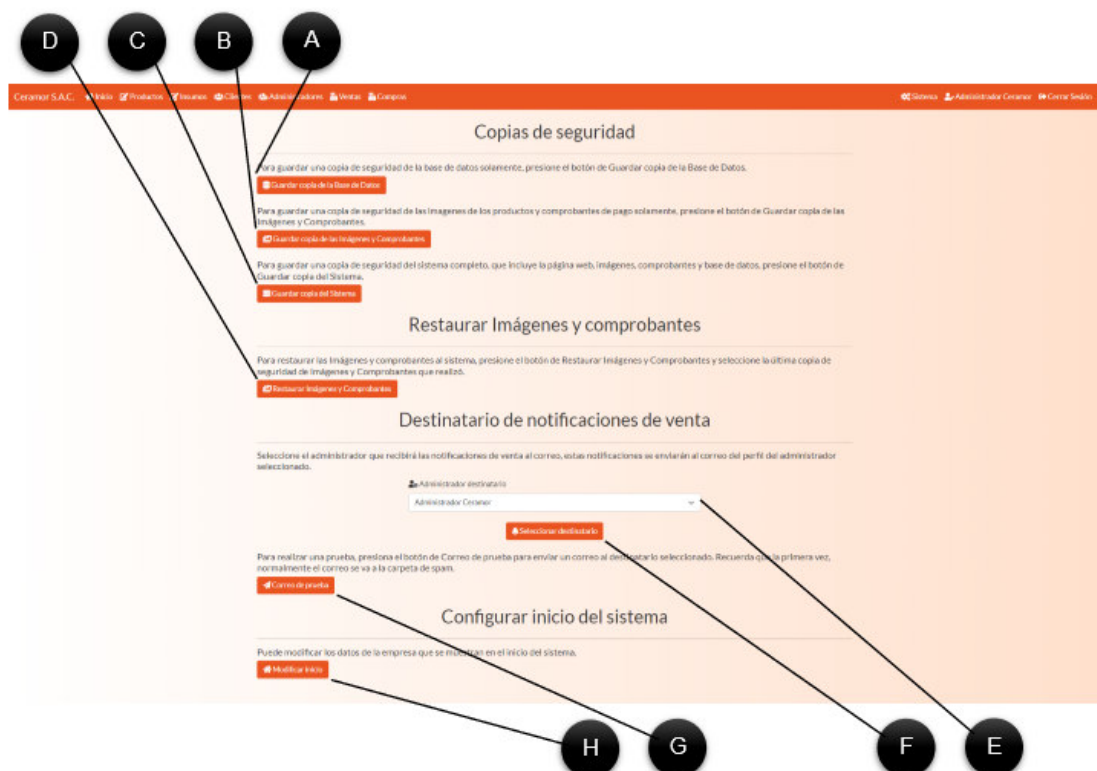 D C B A
Ceramor S.A.C. Inicio Productos Insumos Clientes Administradores Ventas Compras Sistema Administrador Ceramor Cerrar Sesión
Copias de seguridad
Para guardar una copia de seguridad de la base de datos solamente, presione el botón de Guardar copia de la Base de Datos.
Guardar copia de la Base de Datos
Para guardar una copia de seguridad de las Imagenes de los productos y comprobantes de pago solamente, presione el botón de Guardar copia de las
Imágenes y Comprobantes.
Guardar copia de las Imágenes y Comprobantes
Para guardar una copia de seguridad del sistema completo, que incluye la página web, imágenes, comprobantes y base de datos, presione el botón de
Guardar copia del Sistema.
Guardar copia del Sistema
Restaurar Imágenes y comprobantes
Para restaurar las Imágenes y comprobantes al sistema, presione el botón de Restaurar Imágenes y Comprobantes y seleccione la última copia de
seguridad de Imágenes y Comprobantes que realizó.
Restaurar Imágenes y Comprobantes
Destinatario de notificaciones de venta
Seleccione el administrador que recibirá las notificaciones de venta al correo, estas notificaciones se enviarán al correo del perfil del administrador
seleccionado.
Administrador destinatario
Administrador Ceramor
Seleccionar destinatario
Para realizar una prueba, presiona el botón de Correo de prueba para enviar un correo al destinatario seleccionado. Recuerda que la primera vez,
normalmente el correo se va a la carpeta de spam.
Correo de prueba
Configurar inicio del sistema
Puede modificar los datos de la empresa que se muestran en el inicio del sistema.
Modificar inicio
H G F E